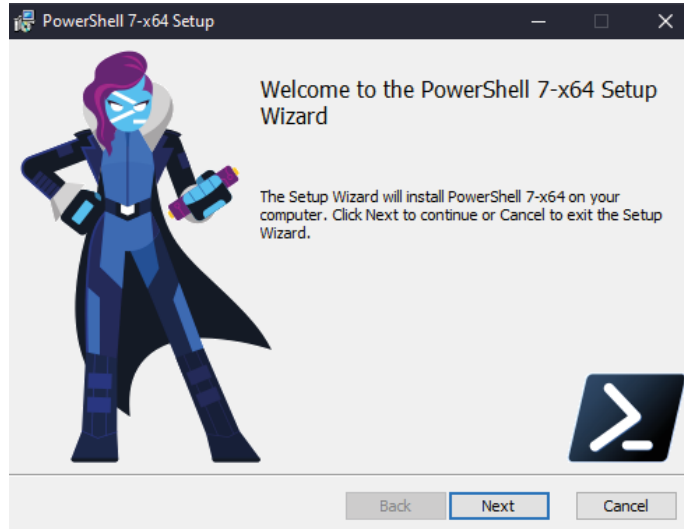 PowerShell 7-x64 Setup
Welcome to the PowerShell 7-x64 Setup
Wizard
The Setup Wizard will install PowerShell 7-x64 on your
computer. Click Next to continue or Cancel to exit the Setup
Wizard.
Back Next Cancel